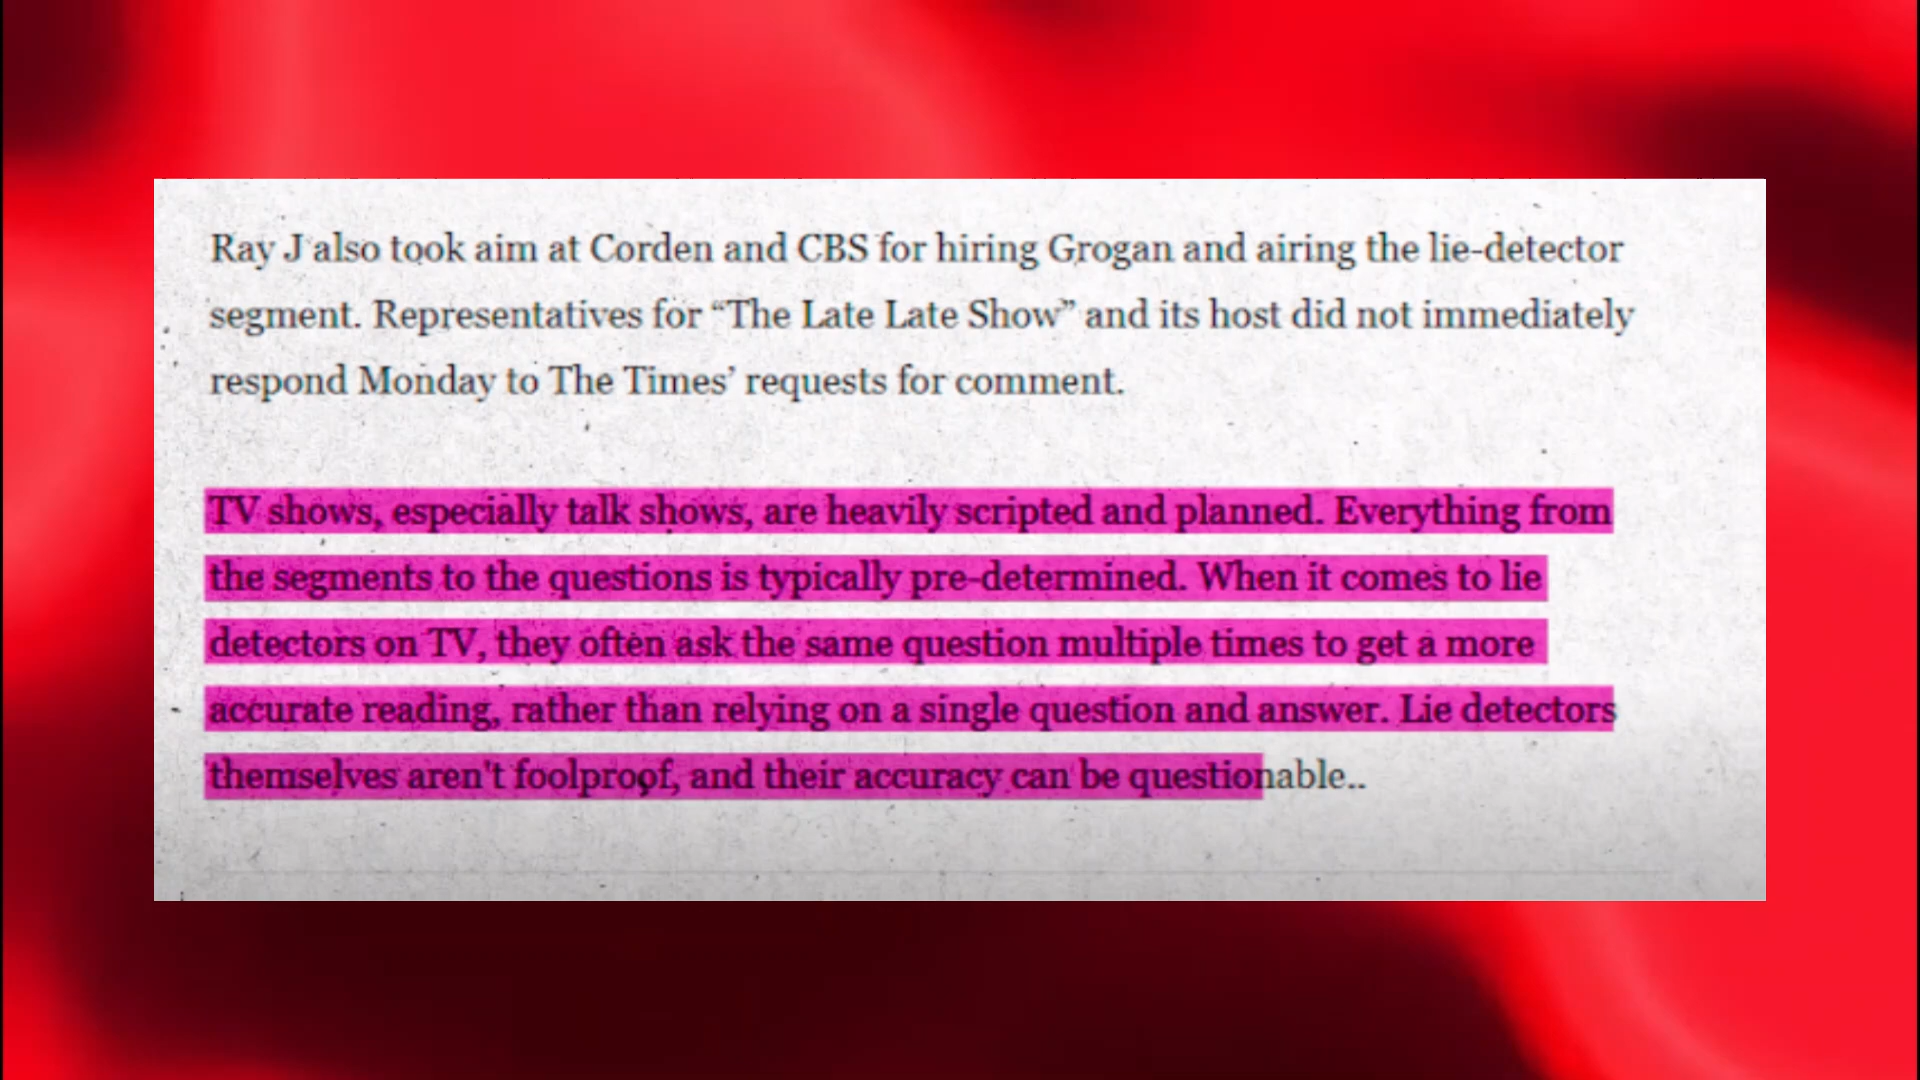 Ray J also took aim at Corden and CBS for hiring Grogan and airing the lie-detector
segment. Representatives for “The Late Late Show” and its host did not immediately
respond Monday to The Times’ requests for comment.
TV shows, especially talk shows, are heavily scripted and planned. Everything from
the segments to the questions is typically pre-determined. When it comes to lie
detectors on TV, they often ask the same question multiple times to get a more
accurate reading, rather than relying on a single question and answer. Lie detectors
themselves aren't foolproof, and their accuracy can be questionable..